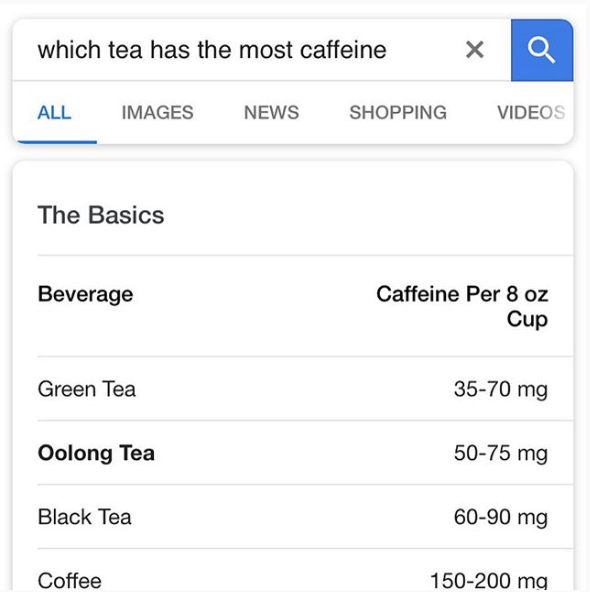 which tea has the most caffeine ✕
ALL IMAGES NEWS SHOPPING VIDEOS
The Basics
Beverage Caffeine Per 8 oz
Cup
Green Tea 35-70 mg
Oolong Tea 50-75 mg
Black Tea 60-90 mg
Coffee 150-200 mg